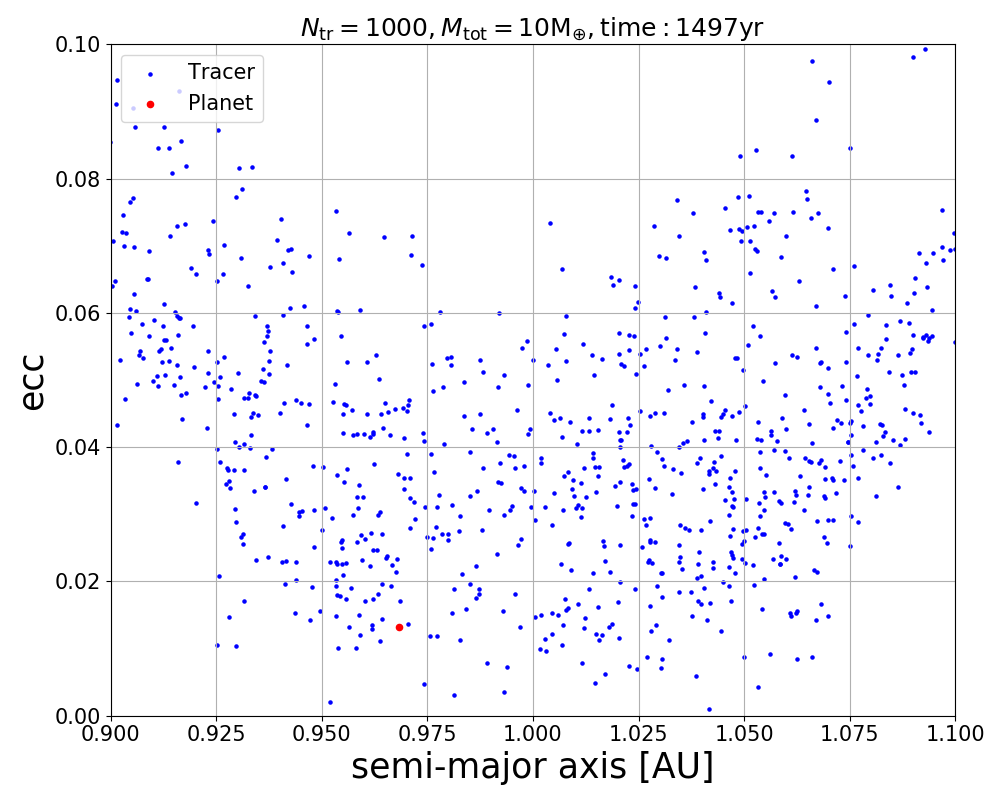 N_tr = 1000, M_tot = 10M_⊕, time : 1497yr
Tracer
Planet
ecc
0.10
0.08
0.06
0.04
0.02
0.00
0.900 0.925 0.950 0.975 1.000 1.025 1.050 1.075 1.100
semi-major axis [AU]